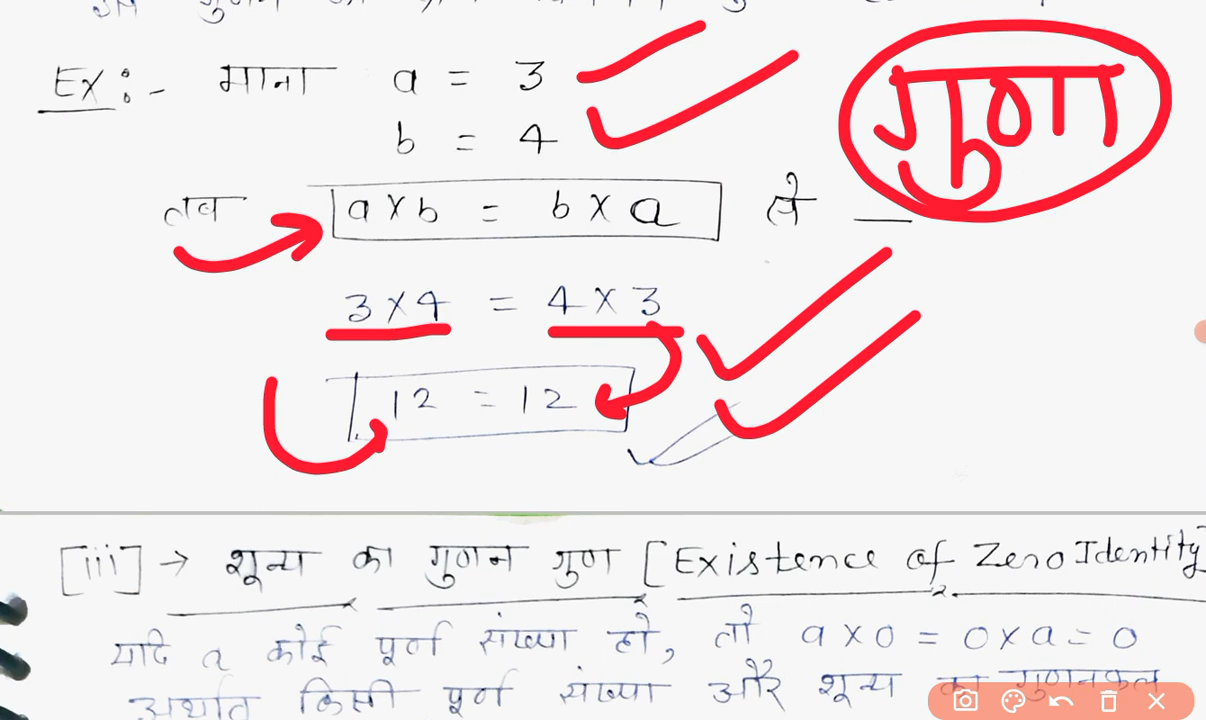 Ex:- माना a = 3
b = 4
गुणा
तब a×b = b×a से
3×4 = 4×3
12 = 12
[iii] → शून्य का गुणन गुण [Existence of Zero Identity]
यदि a कोई पूर्ण संख्या हो, तो a×0 = 0×a = 0
अर्थात किसी पूर्ण संख्या और शून्य का गुणनफल